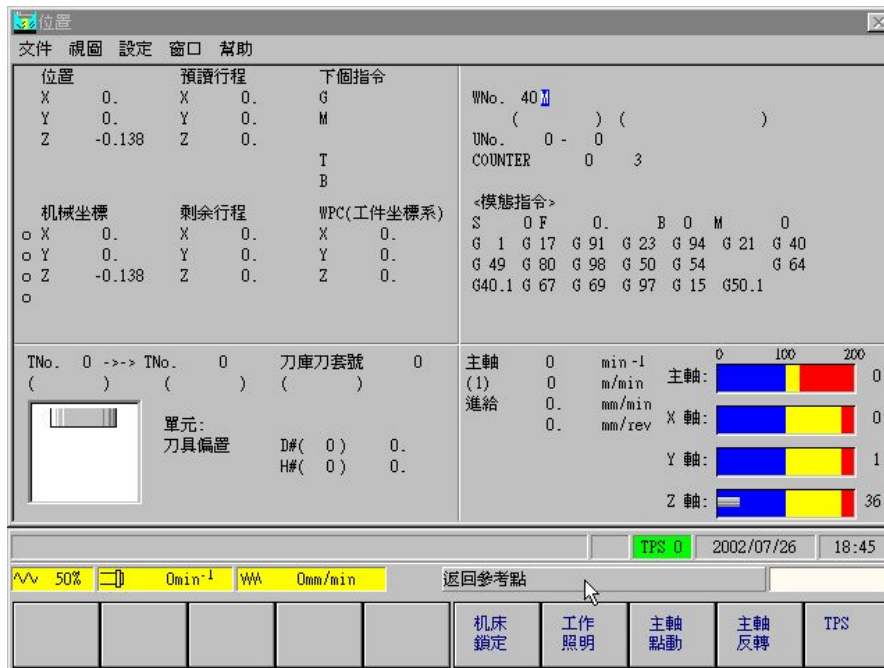 位置
文件 視圖 設定 窗口 幫助
位置 預讀行程 下個指令
X 0. X 0. G
Y 0. Y 0. M
Z -0.138 Z 0.
T
B
机械坐標 剩余行程 WPC(工件坐標系)
X 0. X 0. X 0.
Y 0. Y 0. Y 0.
Z -0.138 Z 0. Z 0.
WNo. 40M
( ) ( )
UNo. 0 - 0
COUNTER 0 3
<模態指令>
S 0 F 0. B 0 M 0
G 1 G 17 G 91 G 23 G 94 G 21 G 40
G 49 G 80 G 98 G 50 G 54 G 64
G40.1 G 67 G 69 G 97 G 15 G50.1
TNo. 0 ->-> TNo. 0 刀庫刀套號 0
( ) ( ) ( )
單元:
刀具偏置 D#( 0 ) 0.
H#( 0 ) 0.
主軸 0 min-1
(1) 0 m/min
進給 0. mm/min
0. mm/rev
0 100 200
主軸: 0
X 軸: 0
Y 軸: 1
Z 軸: 36
TPS 0 2002/07/26 18:45
50% 0min-1 0mm/min 返回參考點
机床鎖定 工作照明 主軸點動 主軸反轉 TPS